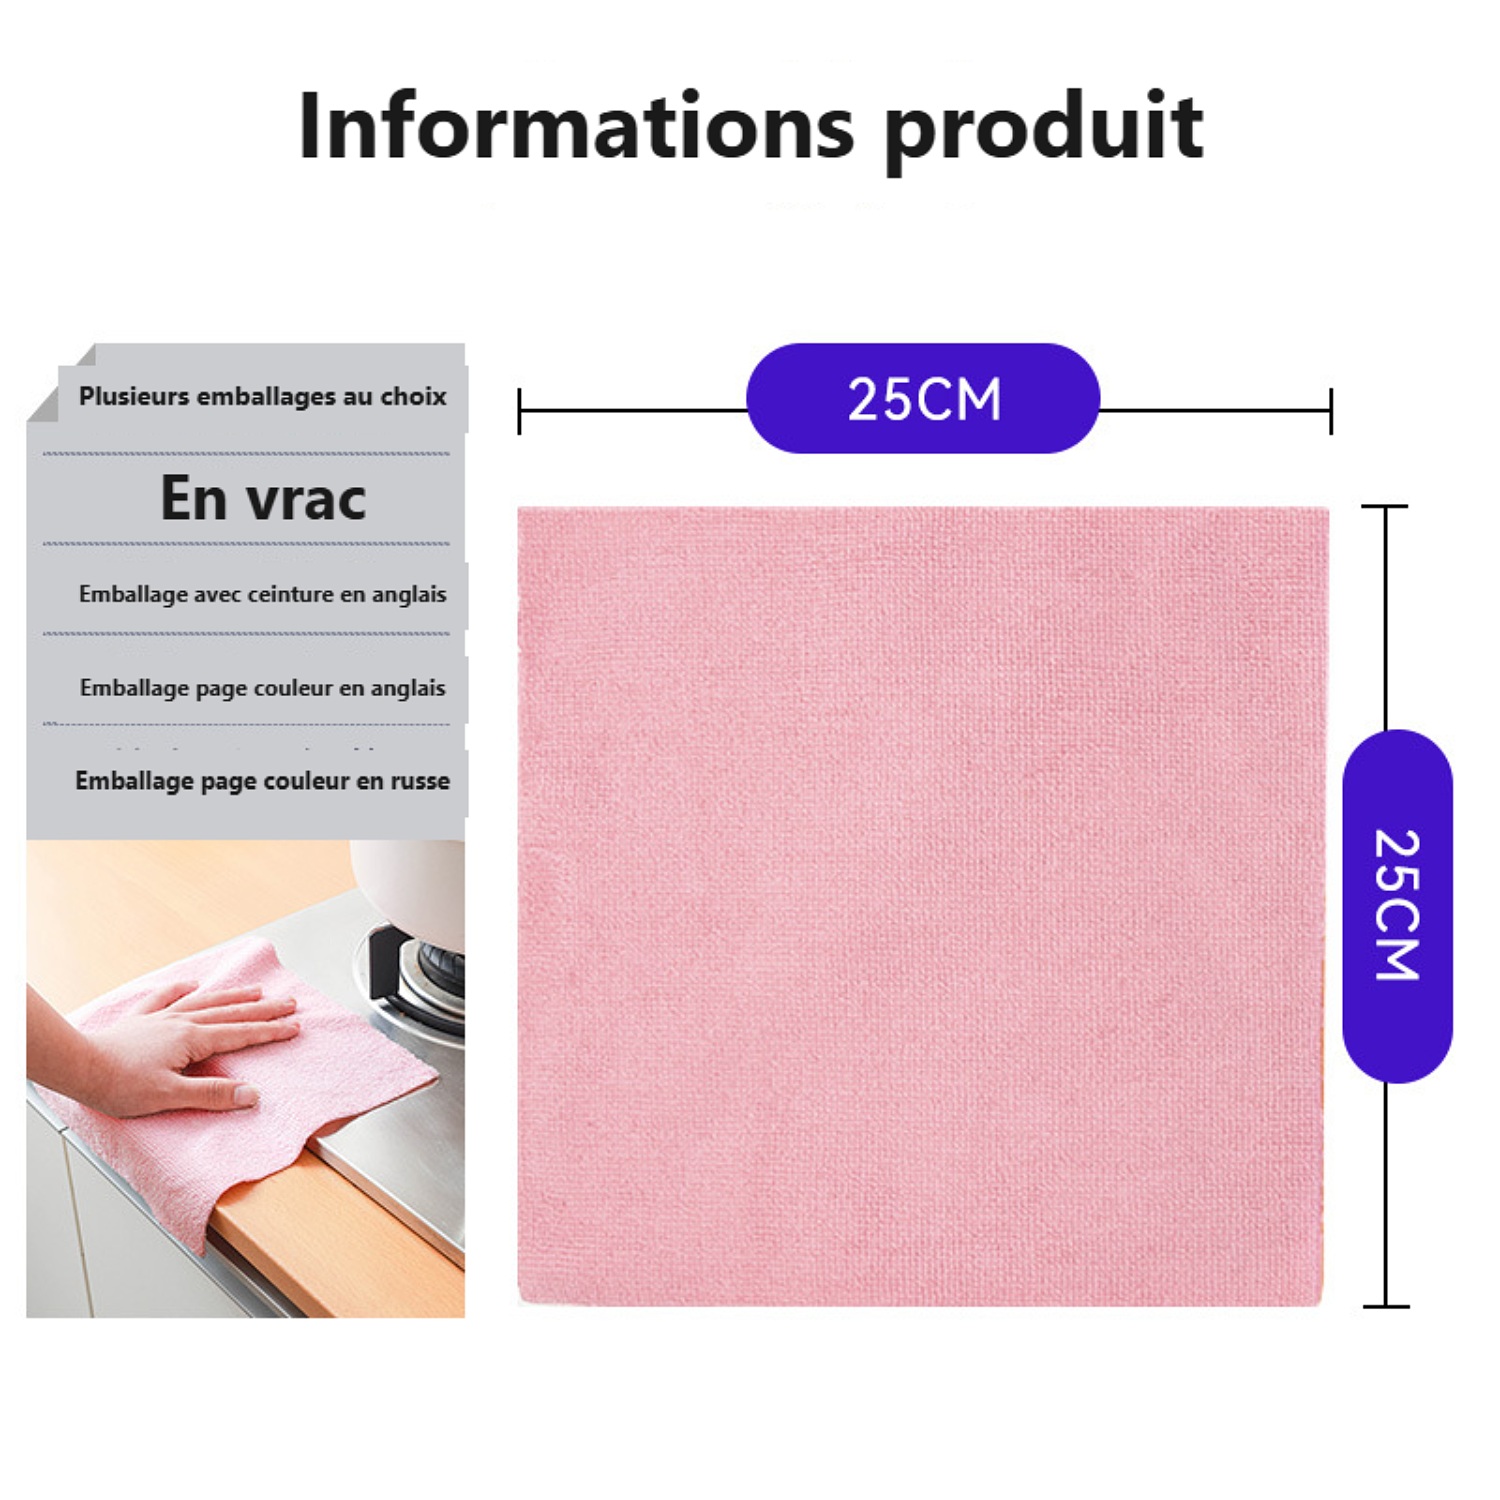 Informations produit
Plusieurs emballages au choix
En vrac
Emballage avec ceinture en anglais
Emballage page couleur en anglais
Emballage page couleur en russe
25CM
25CM